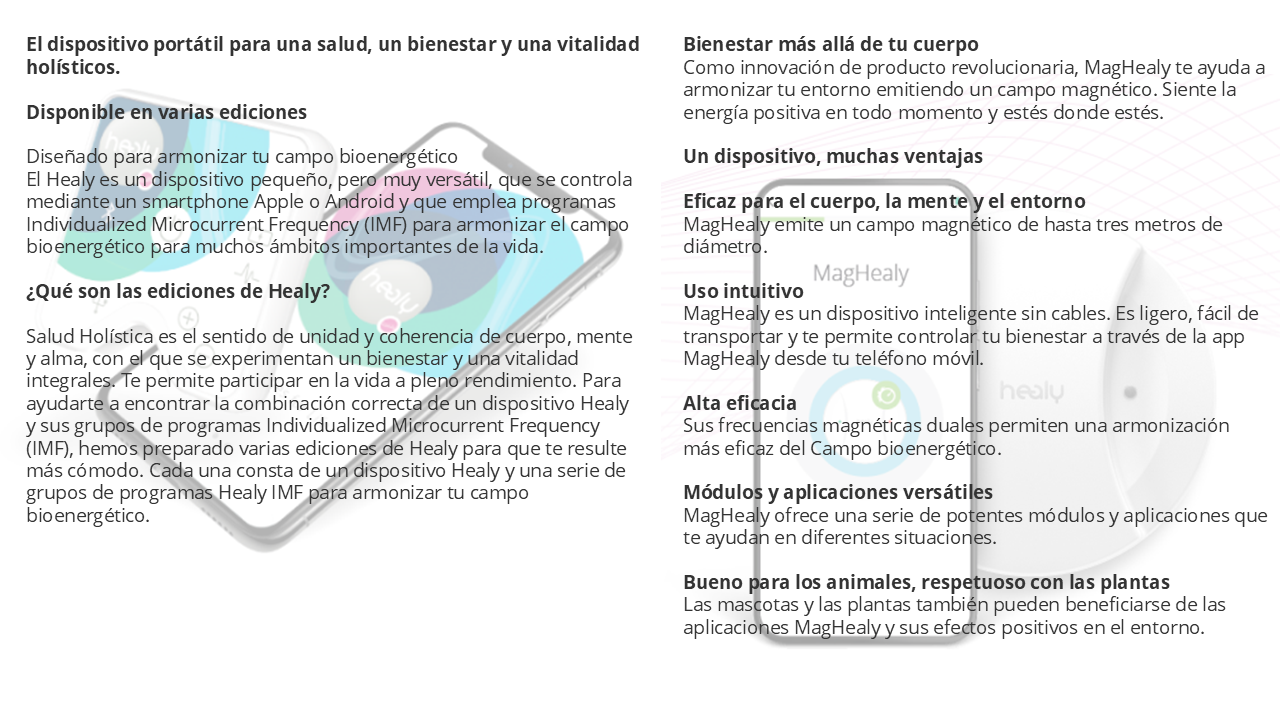 El dispositivo portátil para una salud, un bienestar y una vitalidad
holísticos.
Disponible en varias ediciones
Diseñado para armonizar tu campo bioenergético
El Healy es un dispositivo pequeño, pero muy versátil, que se controla
mediante un smartphone Apple o Android y que emplea programas
Individualized Microcurrent Frequency (IMF) para armonizar el campo
bioenergético para muchos ámbitos importantes de la vida.
¿Qué son las ediciones de Healy?
Salud Holística es el sentido de unidad y coherencia de cuerpo, mente
y alma, con el que se experimentan un bienestar y una vitalidad
integrales. Te permite participar en la vida a pleno rendimiento. Para
ayudarte a encontrar la combinación correcta de un dispositivo Healy
y sus grupos de programas Individualized Microcurrent Frequency
(IMF), hemos preparado varias ediciones de Healy para que te resulte
más cómodo. Cada una consta de un dispositivo Healy y una serie de
grupos de programas Healy IMF para armonizar tu campo
bioenergético.
healy
healy
Bienestar más allá de tu cuerpo
Como innovación de producto revolucionaria, MagHealy te ayuda a
armonizar tu entorno emitiendo un campo magnético. Siente la
energía positiva en todo momento y estés donde estés.
Un dispositivo, muchas ventajas
Eficaz para el cuerpo, la mente y el entorno
MagHealy emite un campo magnético de hasta tres metros de
diámetro.
MagHealy
Uso intuitivo
MagHealy es un dispositivo inteligente sin cables. Es ligero, fácil de
transportar y te permite controlar tu bienestar a través de la app
MagHealy desde tu teléfono móvil.
healy
Alta eficacia
Sus frecuencias magnéticas duales permiten una armonización
más eficaz del Campo bioenergético.
Módulos y aplicaciones versátiles
MagHealy ofrece una serie de potentes módulos y aplicaciones que
te ayudan en diferentes situaciones.
Bueno para los animales, respetuoso con las plantas
Las mascotas y las plantas también pueden beneficiarse de las
aplicaciones MagHealy y sus efectos positivos en el entorno.